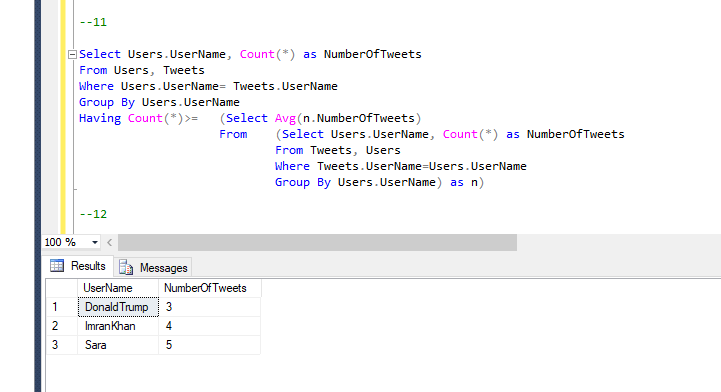 --11
Select Users.UserName, Count(*) as NumberOfTweets
From Users, Tweets
Where Users.UserName= Tweets.UserName
Group By Users.UserName
Having Count(*)>= (Select Avg(n.NumberOfTweets)
From (Select Users.UserName, Count(*) as NumberOfTweets
From Tweets, Users
Where Tweets.UserName=Users.UserName
Group By Users.UserName) as n)
--12
100 %
Results Messages
UserName NumberOfTweets
1 DonaldTrump 3
2 ImranKhan 4
3 Sara 5